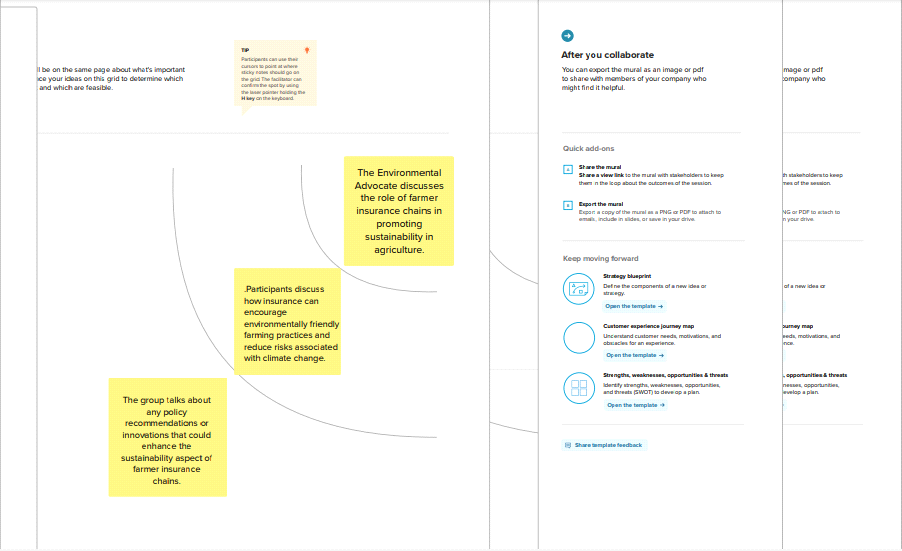 ll be on the same page about what's important
ce your ideas on this grid to determine which
and which are feasible.
TIP
Participants can use their
cursors to point at where
sticky notes should go on
the grid. The facilitator can
confirm the spot by using
the laser pointer holding the
H key on the keyboard.
The Environmental
Advocate discusses
the role of farmer
insurance chains in
promoting
sustainability in
agriculture.
.Participants discuss
how insurance can
encourage
environmentally friendly
farming practices and
reduce risks associated
with climate change.
The group talks about
any policy
recommendations or
innovations that could
enhance the
sustainability aspect of
farmer insurance
chains.
After you collaborate
You can export the mural as an image or pdf
to share with members of your company who
might find it helpful.
Quick add-ons
A
Share the mural
Share a view link to the mural with stakeholders to keep
them in the loop about the outcomes of the session.
B
Export the mural
Export a copy of the mural as a PNG or PDF to attach to
emails, include in slides, or save in your drive.
Keep moving forward
Strategy blueprint
Define the components of a new idea or
strategy.
Open the template →
Customer experience journey map
Understand customer needs, motivations, and
obstacles for an experience.
Open the template →
Strengths, weaknesses, opportunities & threats
Identify strengths, weaknesses, opportunities,
and threats (SWOT) to develop a plan.
Open the template →
Share template feedback
mage or pdf
ompany who
th stakeholders to keep
mes of the session.
NG or PDF to attach to
n your drive.
of a new idea or
urney map
motivations, and
nce.
, opportunities & threats
nesses, opportunities,
evelop a plan.